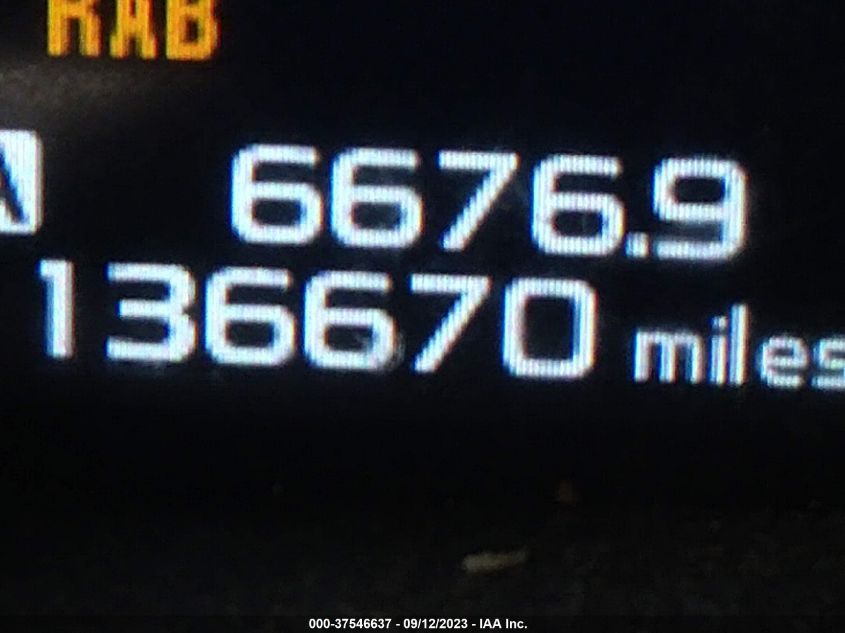 RAB
A 6676.9
136670 miles
000-37546637 - 09/12/2023 - IAA Inc.